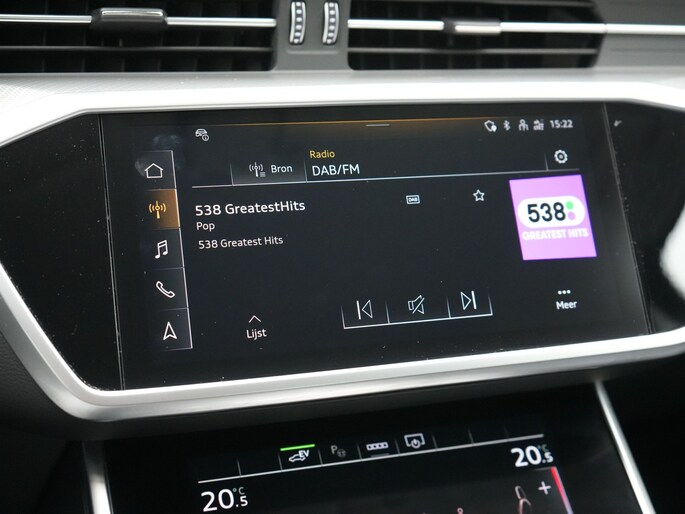 15:22
Radio
Bron DAB/FM
538 GreatestHits
DAB
Pop
538 Greatest Hits
538
GREATEST HITS
Lijst
Meer
EV
20.5 °C
20.5 °C
+